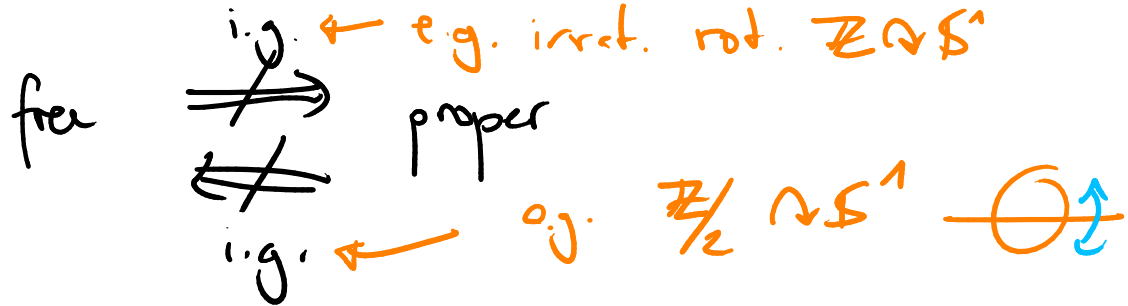 i.g. ← e.g. irrat. rot. ℤ ↷ 𝕊¹
free ⇏ proper
⇍
i.g. ← e.g. ℤ/2 ↷ 𝕊¹